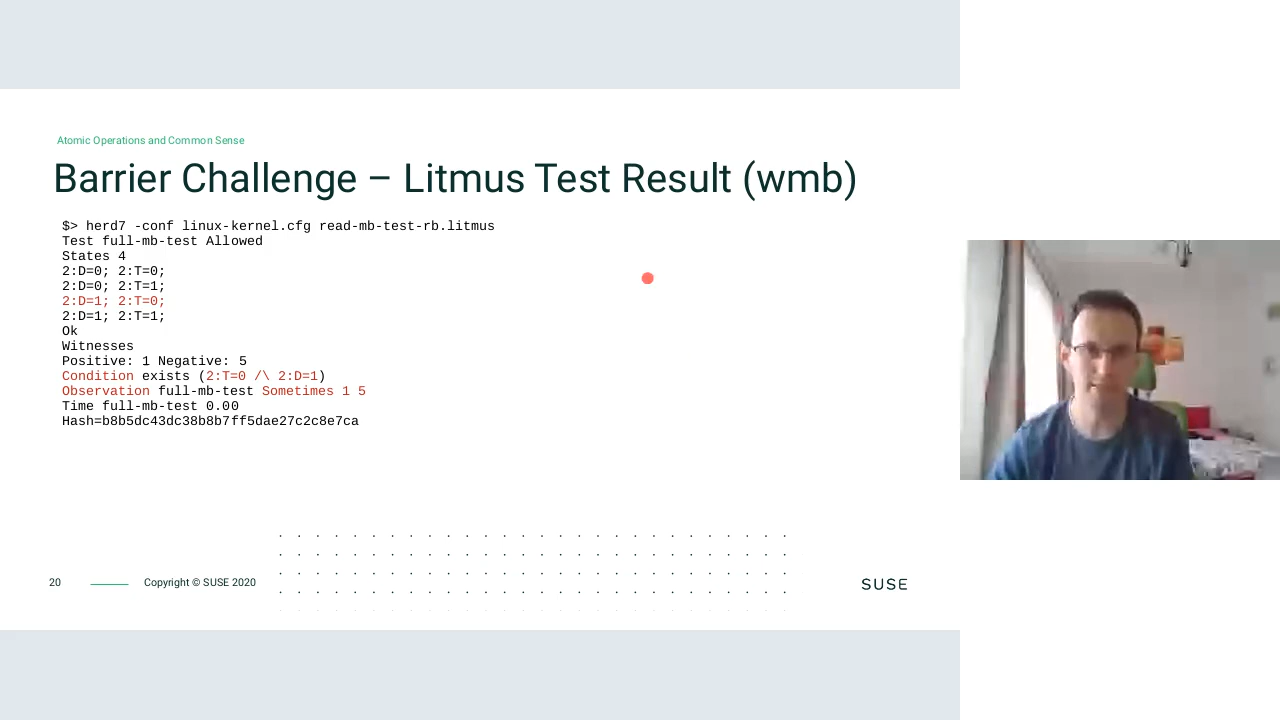 Atomic Operations and Common Sense
Barrier Challenge – Litmus Test Result (wmb)
$> herd7 -conf linux-kernel.cfg read-mb-test-rb.litmus
Test full-mb-test Allowed
States 4
2:D=0; 2:T=0;
2:D=0; 2:T=1;
2:D=1; 2:T=0;
2:D=1; 2:T=1;
Ok
Witnesses
Positive: 1 Negative: 5
Condition exists (2:T=0 /\ 2:D=1)
Observation full-mb-test Sometimes 1 5
Time full-mb-test 0.00
Hash=b8b5dc43dc38b8b7ff5dae27c2c8e7ca
20
Copyright © SUSE 2020
SUSE